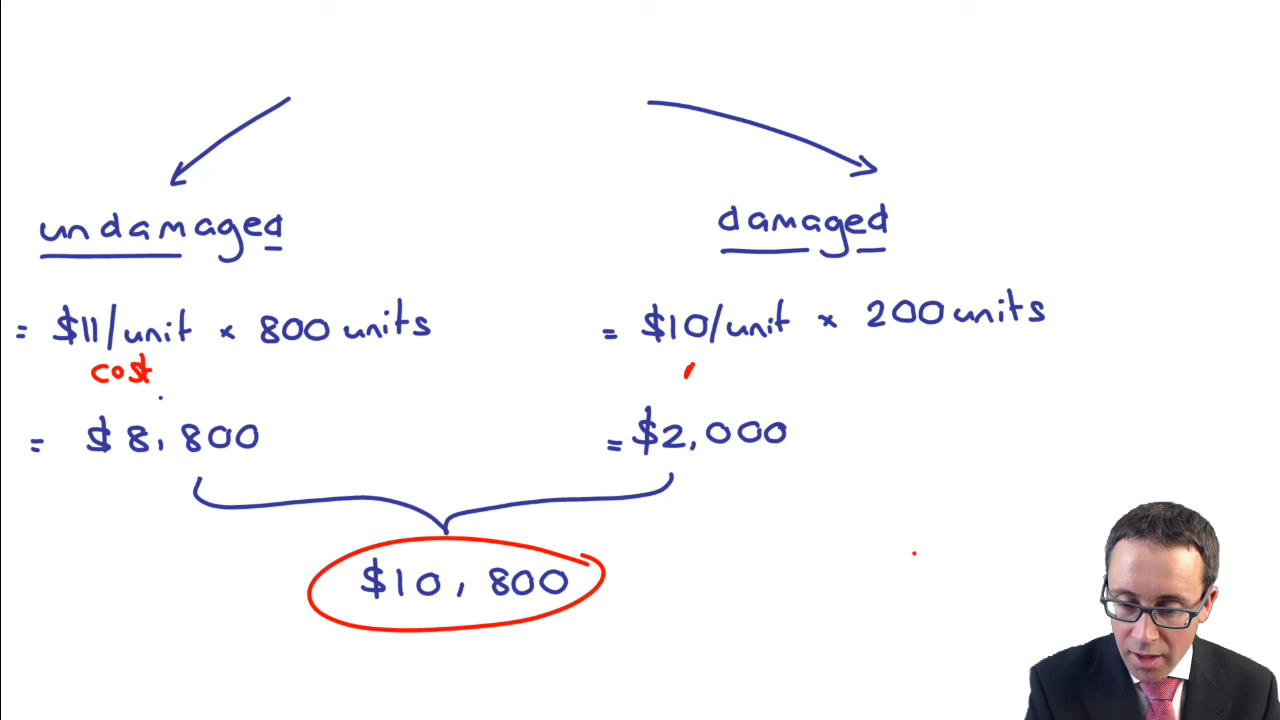 undamaged
damaged
= $11/unit × 800 units
= $10/unit × 200 units
cost
= $8,800
= $2,000
$10,800